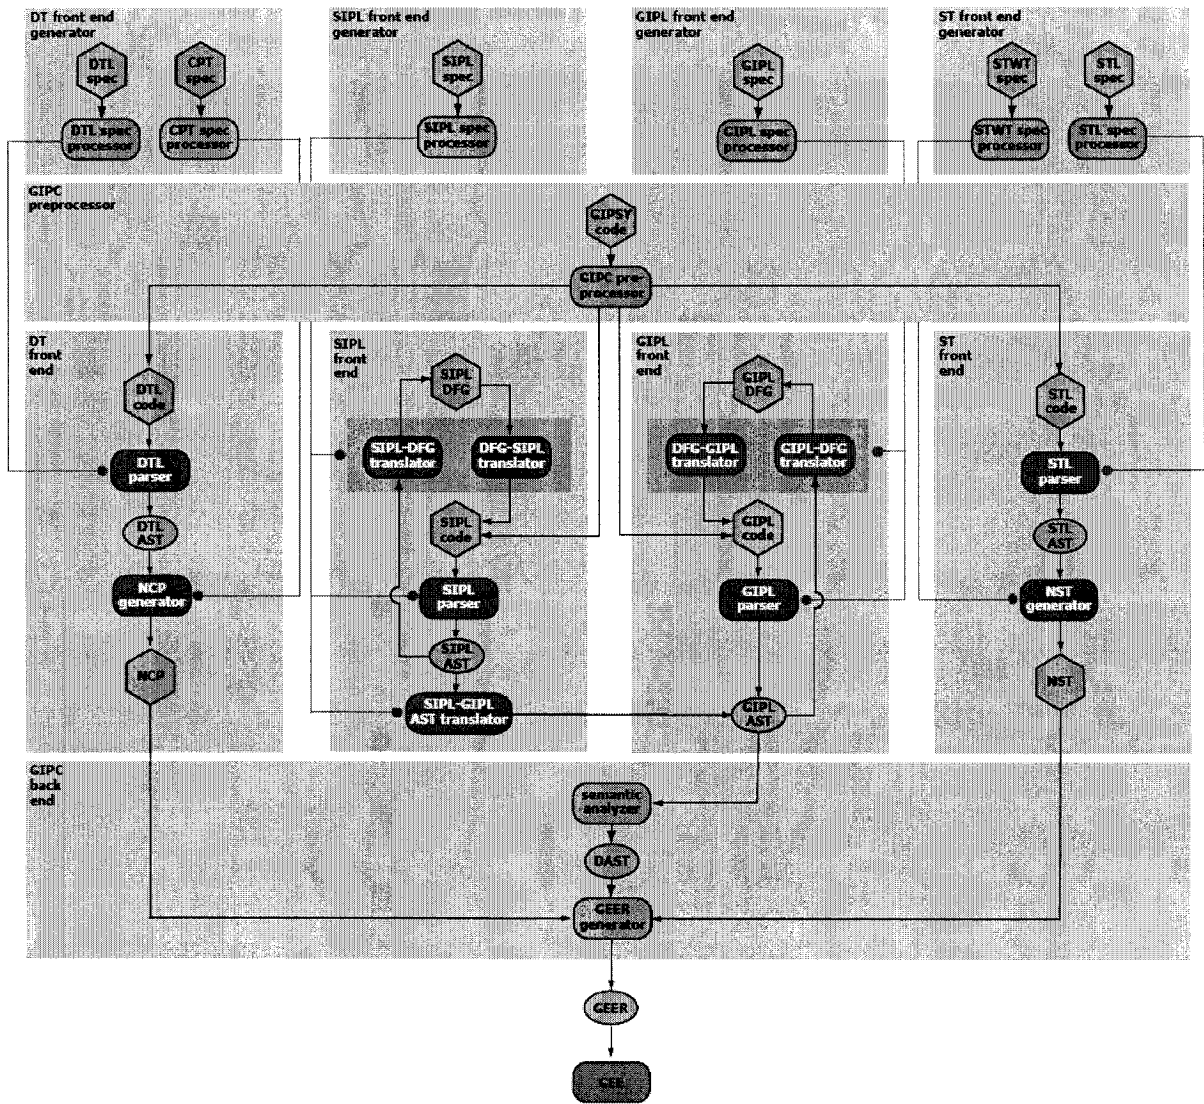 DT front end
generator
DTL
spec
CPT
spec
DTL spec
processor
CPT spec
processor
SIPL front end
generator
SIPL
spec
SIPL spec
processor
GIPL front end
generator
GIPL
spec
GIPL spec
processor
ST front end
generator
STWT
spec
STL
spec
STWT spec
processor
STL spec
processor
GIPC
preprocessor
GIPSY
code
GIPC pre-
processor
DT
front
end
DTL
code
DTL
parser
DTL
AST
NCP
generator
NCP
SIPL
front
end
SIPL
DFG
SIPL-DFG
translator
DFG-SIPL
translator
SIPL
code
SIPL
parser
SIPL
AST
SIPL-GIPL
AST translator
GIPL
front
end
GIPL
DFG
DFG-GIPL
translator
GIPL-DFG
translator
GIPL
code
GIPL
parser
GIPL
AST
ST
front
end
STL
code
STL
parser
STL
AST
NST
generator
NST
GIPC
back
end
semantic
analyzer
DAST
GEER
generator
GEER
GEE